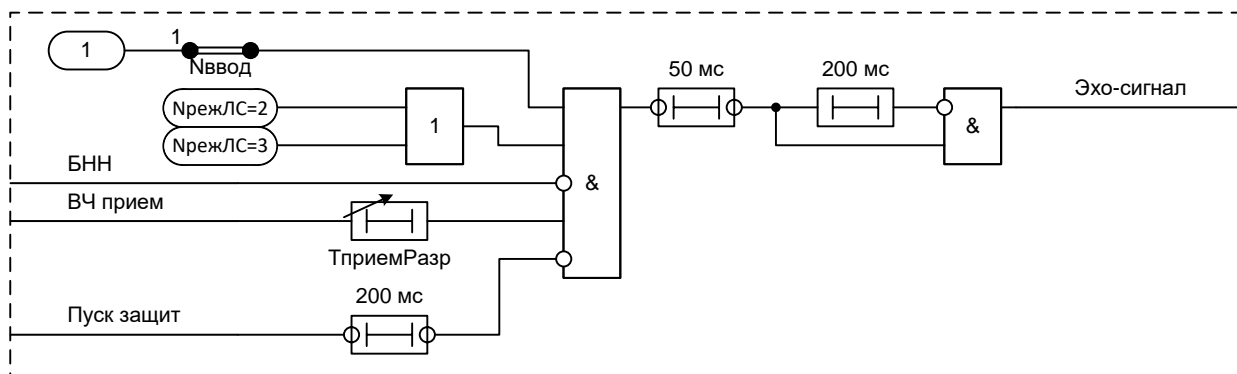 1
1
Nввод
50 мс
200 мс
Эхо-сигнал
NрежЛС=2
NрежЛС=3
1
&
&
БНН
ВЧ прием
TприемРазр
200 мс
Пуск защит